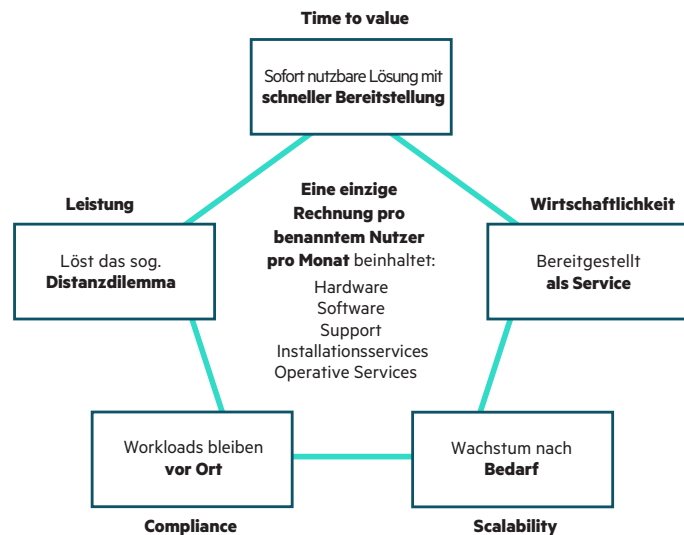 Time to value
Sofort nutzbare Lösung mit
schneller Bereitstellung
Leistung
Löst das sog.
Distanzdilemma
Eine einzige
Rechnung pro
benanntem Nutzer
pro Monat beinhaltet:
Hardware
Software
Support
Installationsservices
Operative Services
Wirtschaftlichkeit
Bereitgestellt
als Service
Workloads bleiben
vor Ort
Compliance
Wachstum nach
Bedarf
Scalability